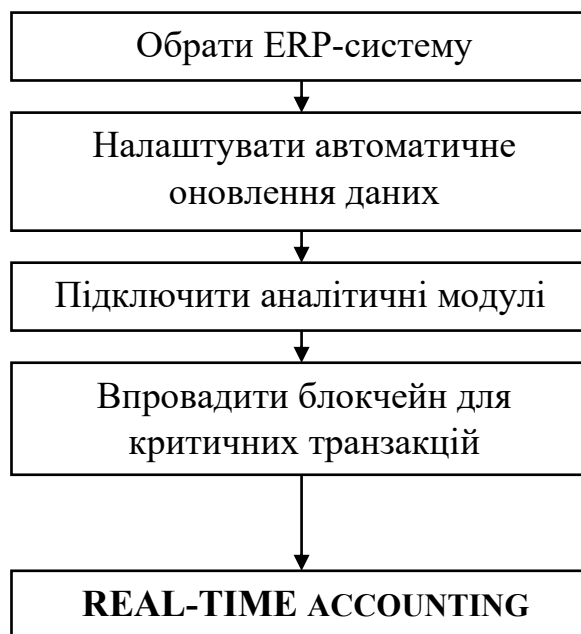 Обрати ERP-систему
Налаштувати автоматичне
оновлення даних
Підключити аналітичні модулі
Впровадити блокчейн для
критичних транзакцій
REAL-TIME ACCOUNTING